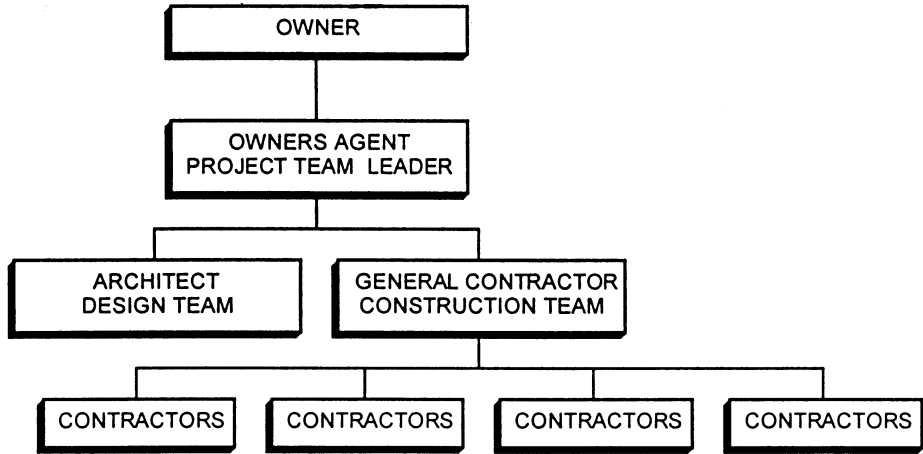 OWNER
OWNERS AGENT
PROJECT TEAM LEADER
ARCHITECT
DESIGN TEAM
GENERAL CONTRACTOR
CONSTRUCTION TEAM
CONTRACTORS
CONTRACTORS
CONTRACTORS
CONTRACTORS